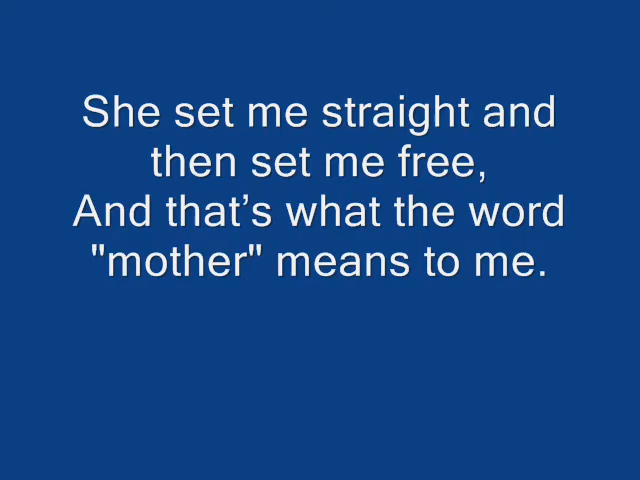 She set me straight and
then set me free,
And that’s what the word
"mother" means to me.